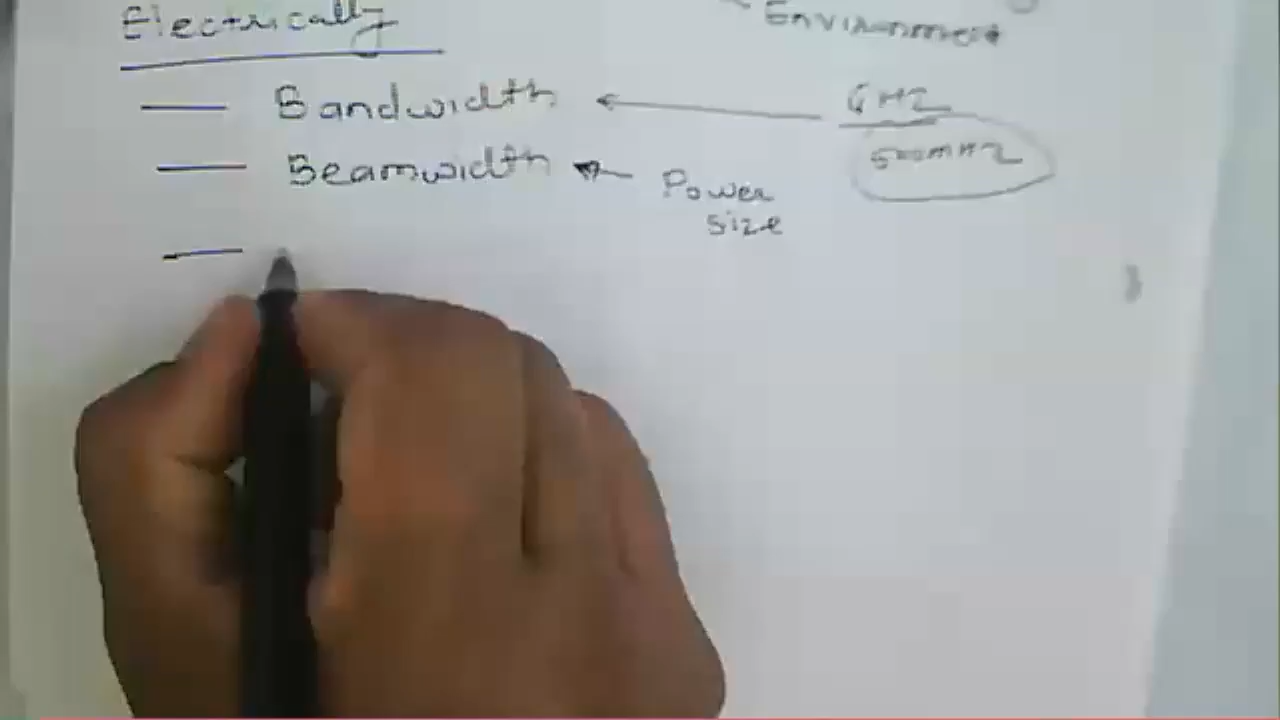 Electrically
Environment
Bandwidth
GHZ
500MHZ
Beamwidth
Power
size